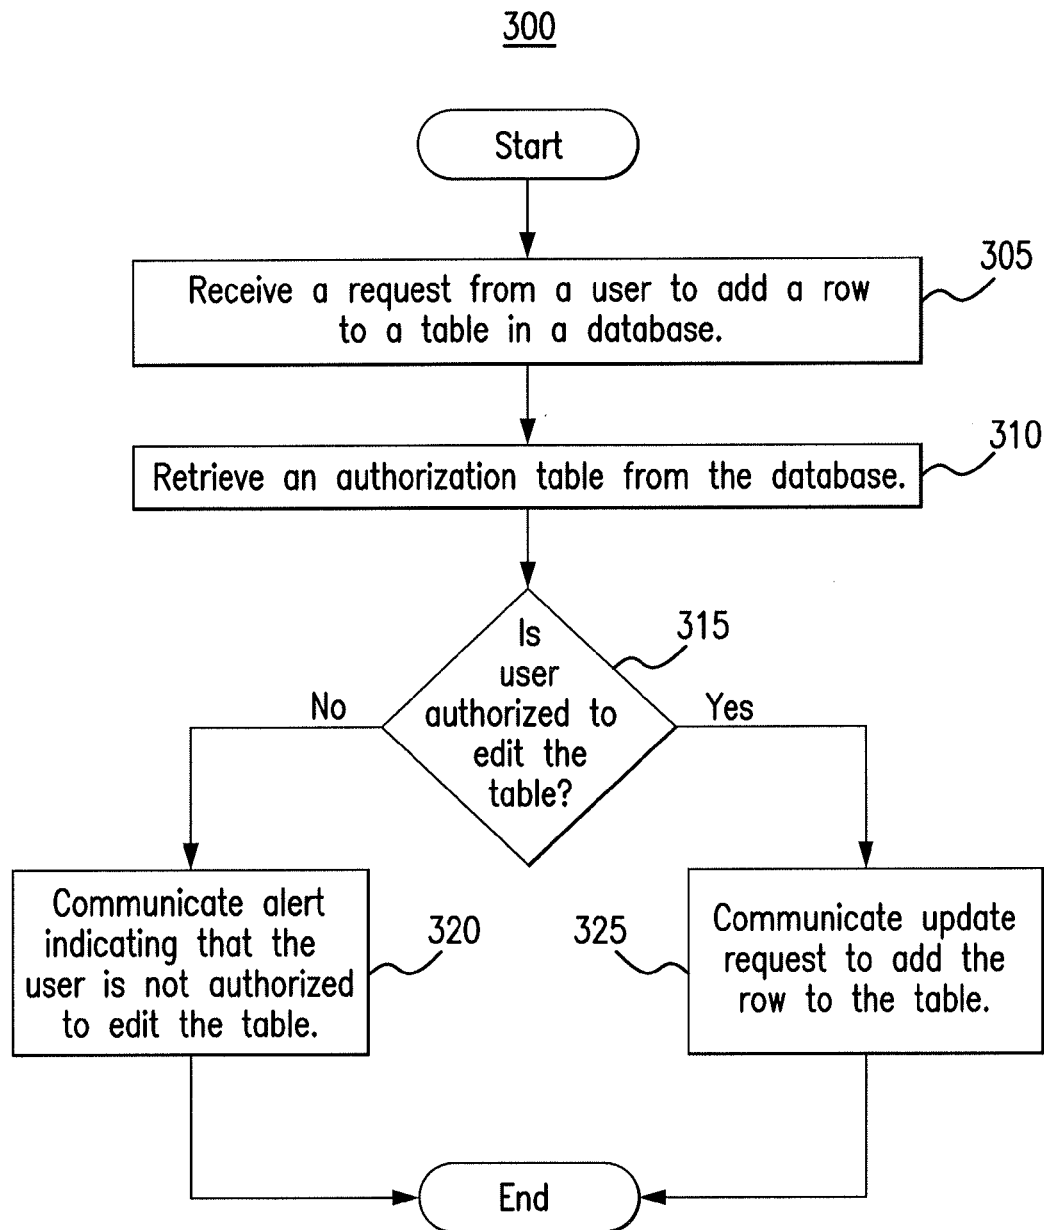 300
Start
305
Receive a request from a user to add a row
to a table in a database.
310
Retrieve an authorization table from the database.
315
Is
user
authorized to
edit the
table?
No
Yes
Communicate alert
indicating that the
user is not authorized
to edit the table.
320
325
Communicate update
request to add the
row to the table.
End